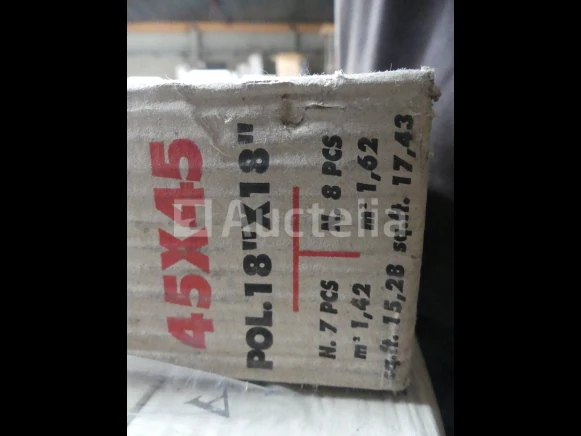 45X45
POL.18"X18"
N. 7 PCS
m² 1,42
sq.ft. 15,28
N. 8 PCS
m² 1,62
sq.ft. 17,43
Auctelia